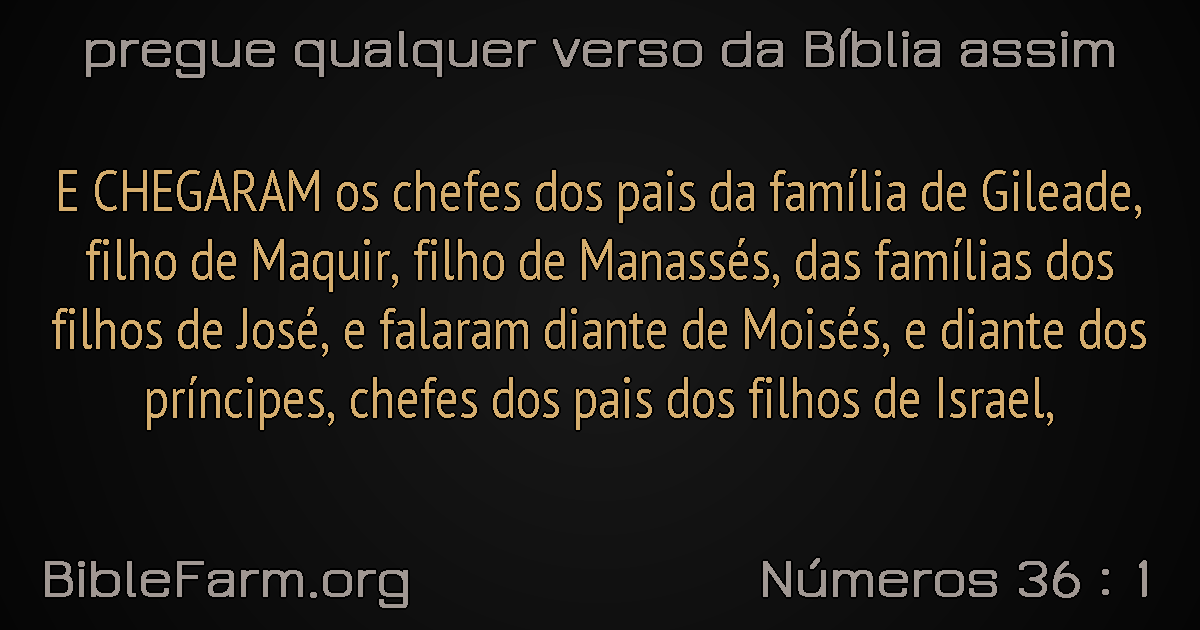 pregue qualquer verso da Bíblia assim
E CHEGARAM os chefes dos pais da família de Gileade,
filho de Maquir, filho de Manassés, das famílias dos
filhos de José, e falaram diante de Moisés, e diante dos
príncipes, chefes dos pais dos filhos de Israel,
BibleFarm.org
Números 36 : 1